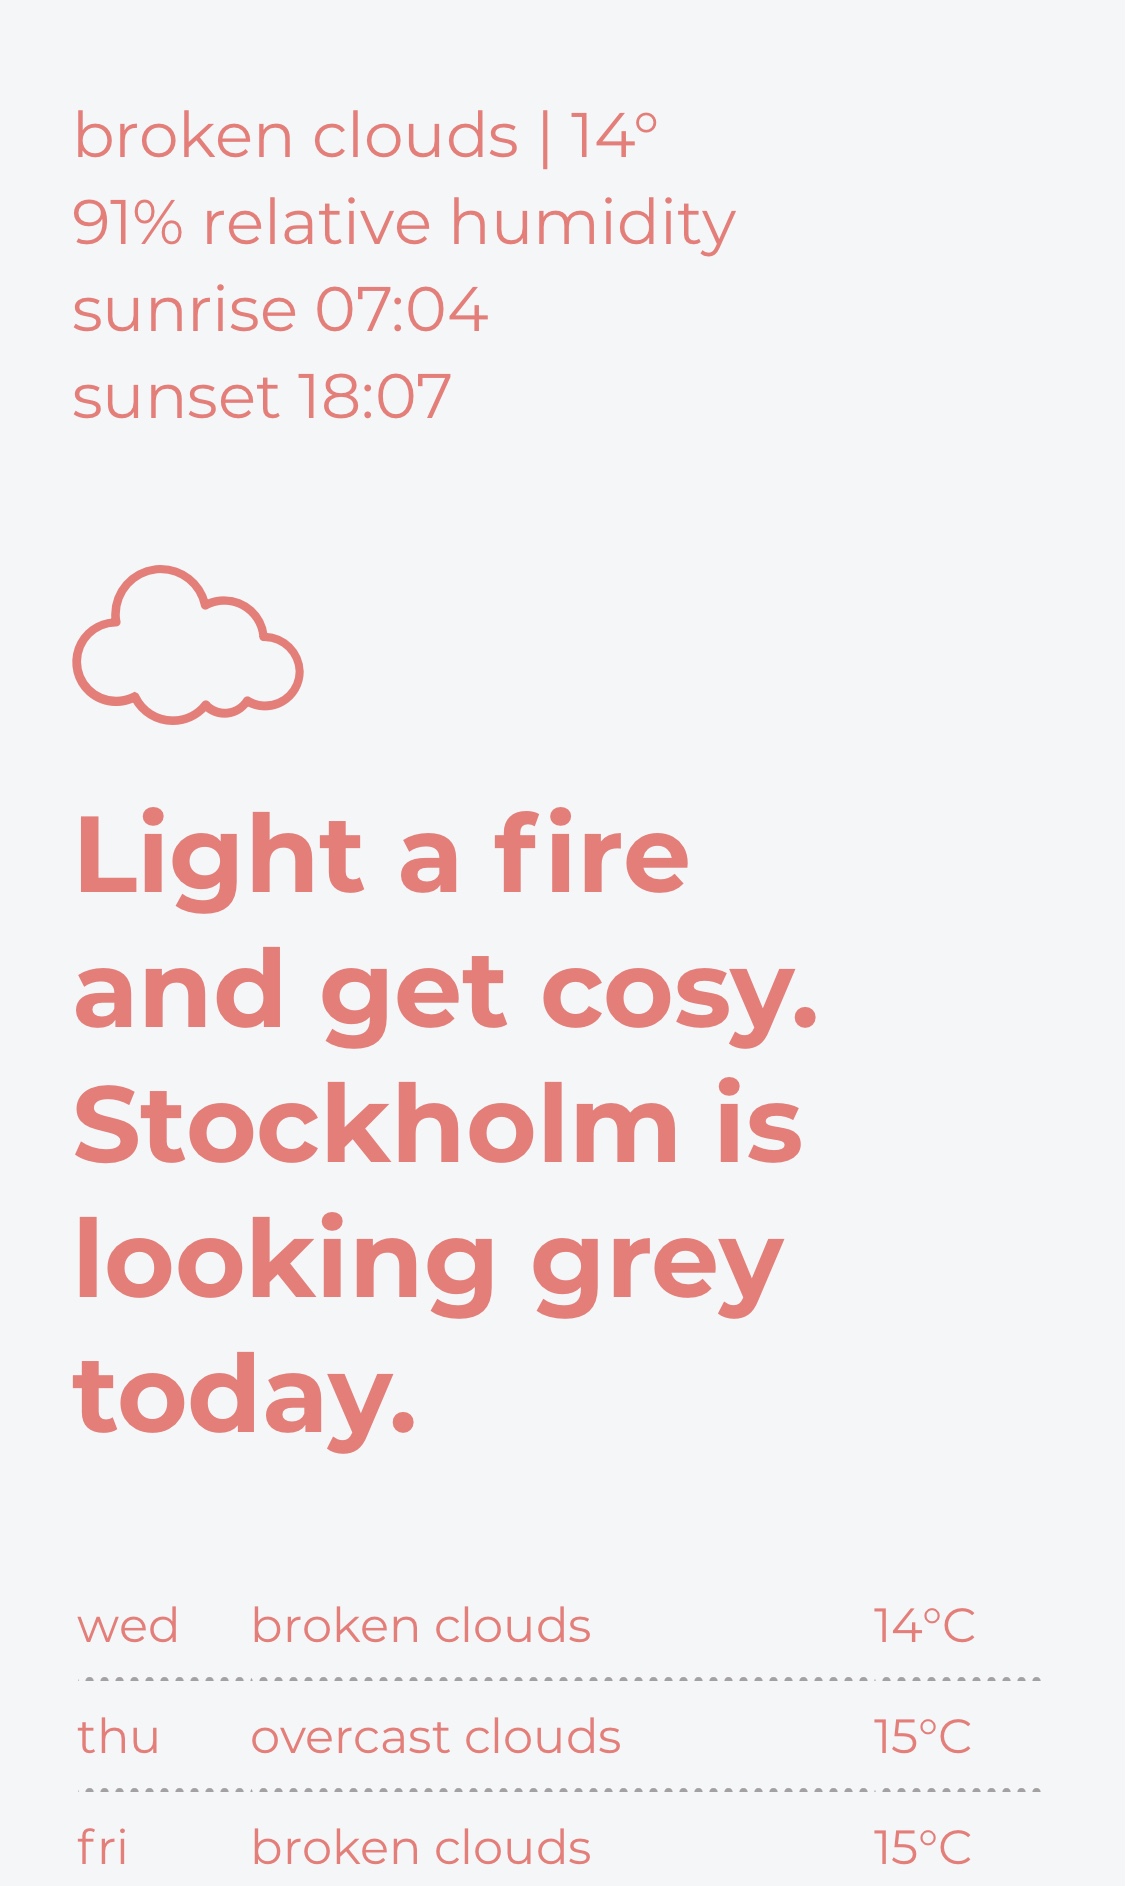 broken clouds | 14°
91% relative humidity
sunrise 07:04
sunset 18:07
Light a fire
and get cosy.
Stockholm is
looking grey
today.
wed broken clouds 14°C
thu overcast clouds 15°C
fri broken clouds 15°C